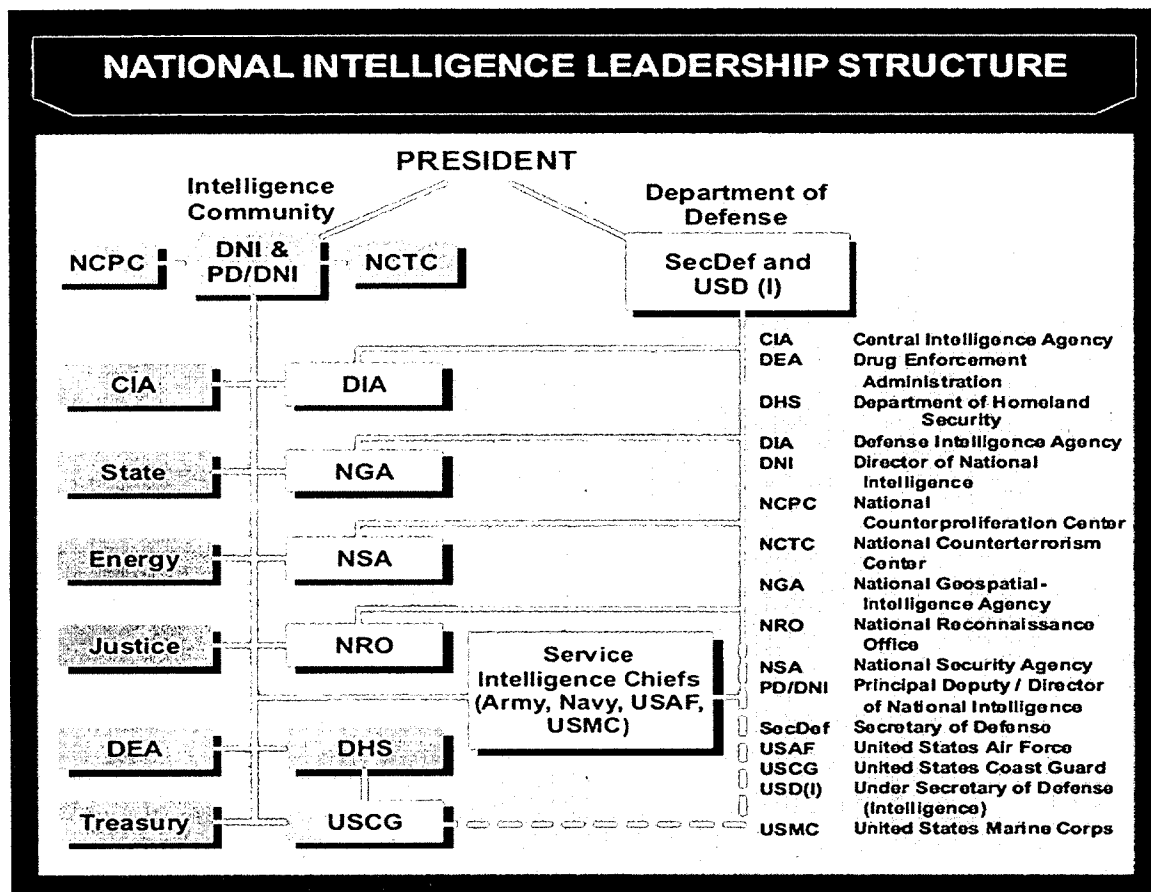 NATIONAL INTELLIGENCE LEADERSHIP STRUCTURE
PRESIDENT
Intelligence
Community
Department of
Defense
NCPC
DNI &
PD/DNI
NCTC
SecDef and
USD (I)
CIA
DIA
State
NGA
Energy
NSA
Justice
NRO
Service
Intelligence Chiefs
(Army, Navy, USAF,
USMC)
DEA
DHS
Treasury
USCG
CIA Central Intelligence Agency
DEA Drug Enforcement
Administration
DHS Department of Homeland
Security
DIA Defense Intelligence Agency
DNI Director of National
Intelligence
NCPC National
Counterproliferation Center
NCTC National Counterterrorism
Center
NGA National Geospatial-
Intelligence Agency
NRO National Reconnaissance
Office
NSA National Security Agency
PD/DNI Principal Deputy / Director
of National Intelligence
SecDef Secretary of Defense
USAF United States Air Force
USCG United States Coast Guard
USD(I) Under Secretary of Defense
(Intelligence)
USMC United States Marine Corps